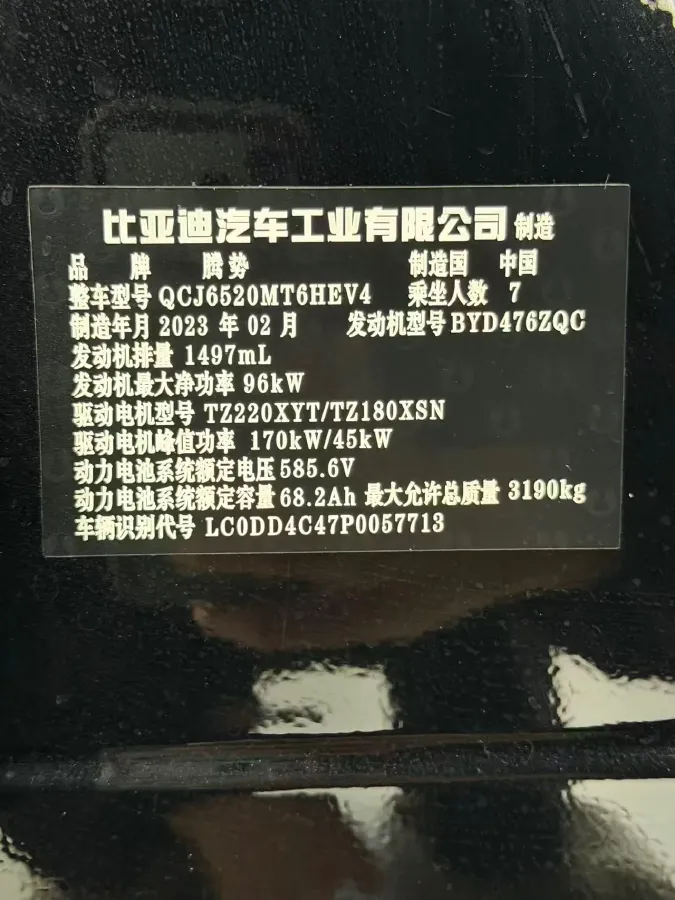 比亚迪汽车工业有限公司 制造
品 牌 腾势 制造国 中国
整车型号 QCJ6520MT6HEV4 乘坐人数 7
制造年月 2023 年 02 月 发动机型号 BYD476ZQC
发动机排量 1497mL
发动机最大净功率 96kW
驱动电机型号 TZ220XYT/TZ180XSN
驱动电机峰值功率 170kW/45kW
动力电池系统额定电压 585.6V
动力电池系统额定容量 68.2Ah 最大允许总质量 3190kg
车辆识别代号 LC0DD4C47P0057713